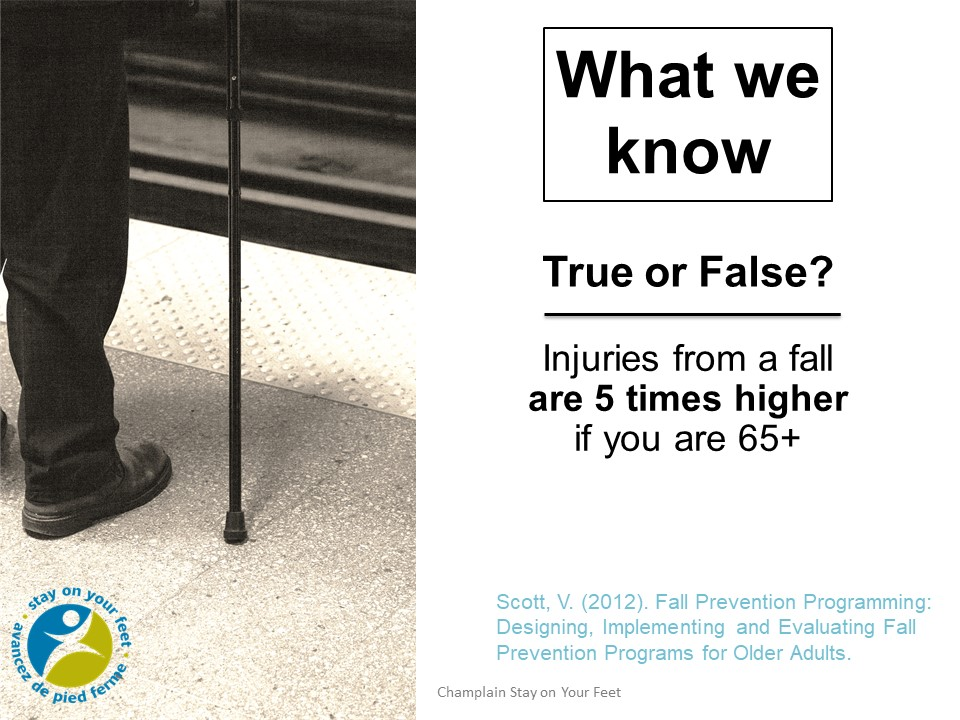 What we
know
True or False?
Injuries from a fall
are 5 times higher
if you are 65+
Scott, V. (2012). Fall Prevention Programming:
Designing, Implementing and Evaluating Fall
Prevention Programs for Older Adults.
stay on your feet
avancez de pied ferme
Champlain Stay on Your Feet